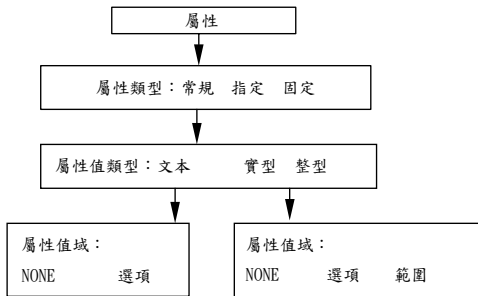 屬性
屬性類型：常規 指定 固定
屬性值類型：文本 實型 整型
屬性值域：
NONE 選項
屬性值域：
NONE 選項 範圍